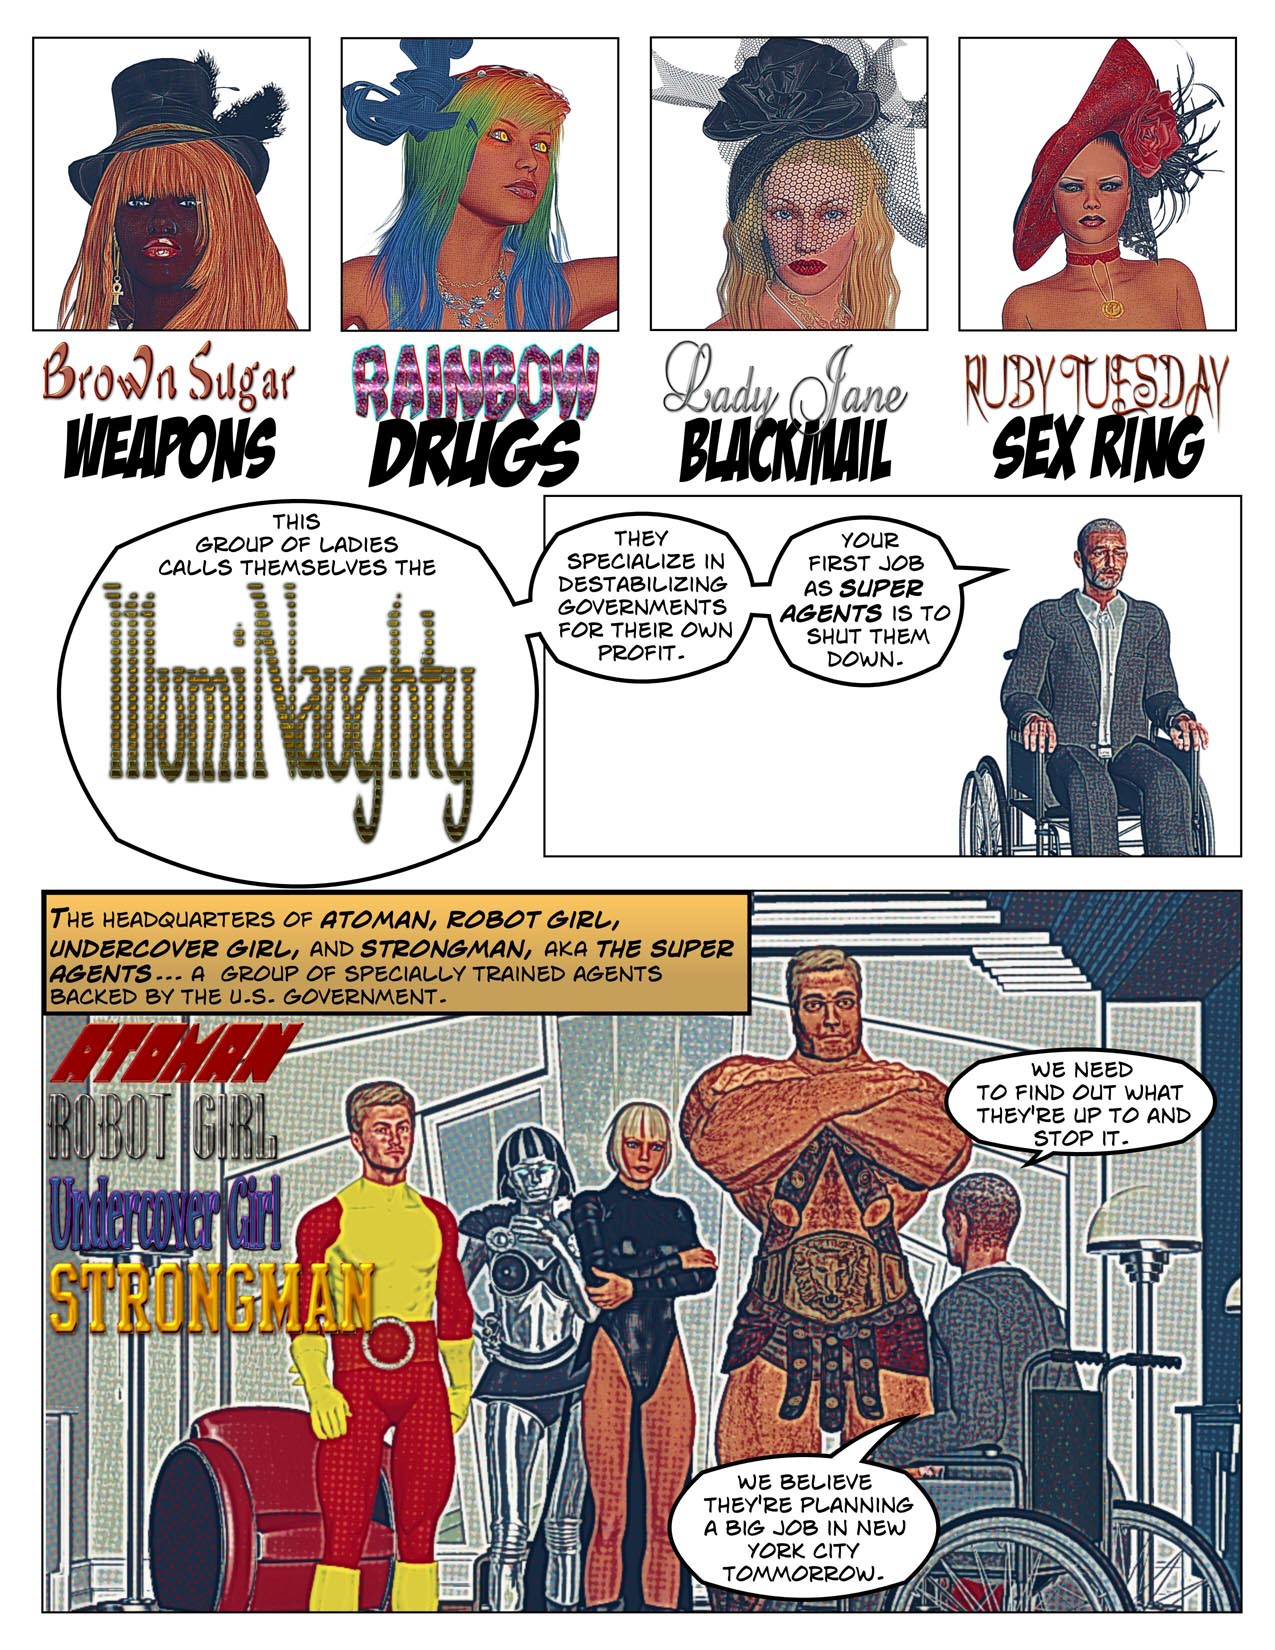 Brown Sugar
WEAPONS
RAINBOW
DRUGS
Lady Jane
BLACKMAIL
RUBY TUESDAY
SEX RING
THIS
GROUP OF LADIES
CALLS THEMSELVES THE
IllumiNaughty
THEY
SPECIALIZE IN
DESTABILIZING
GOVERNMENTS
FOR THEIR OWN
PROFIT.
YOUR
FIRST JOB
AS SUPER
AGENTS IS TO
SHUT THEM
DOWN.
THE HEADQUARTERS OF ATOMAN, ROBOT GIRL,
UNDERCOVER GIRL, AND STRONGMAN, AKA THE SUPER
AGENTS... A GROUP OF SPECIALLY TRAINED AGENTS
BACKED BY THE U.S. GOVERNMENT.
ATOMAN
ROBOT GIRL
Undercover Girl
STRONGMAN
WE NEED
TO FIND OUT WHAT
THEY'RE UP TO AND
STOP IT.
WE BELIEVE
THEY'RE PLANNING
A BIG JOB IN NEW
YORK CITY
TOMMORROW.